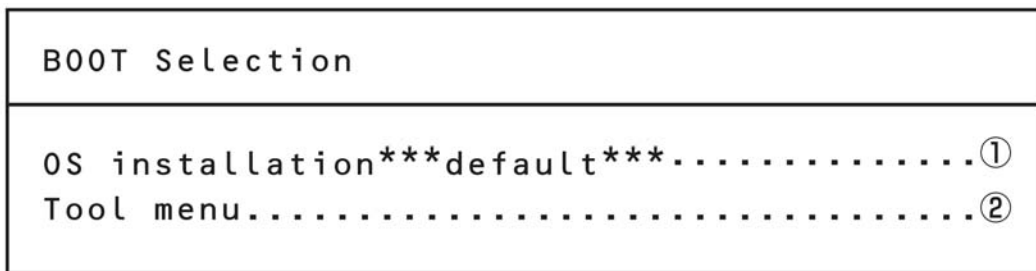 BOOT Selection
OS installation***default***..............①
Tool menu.................................②